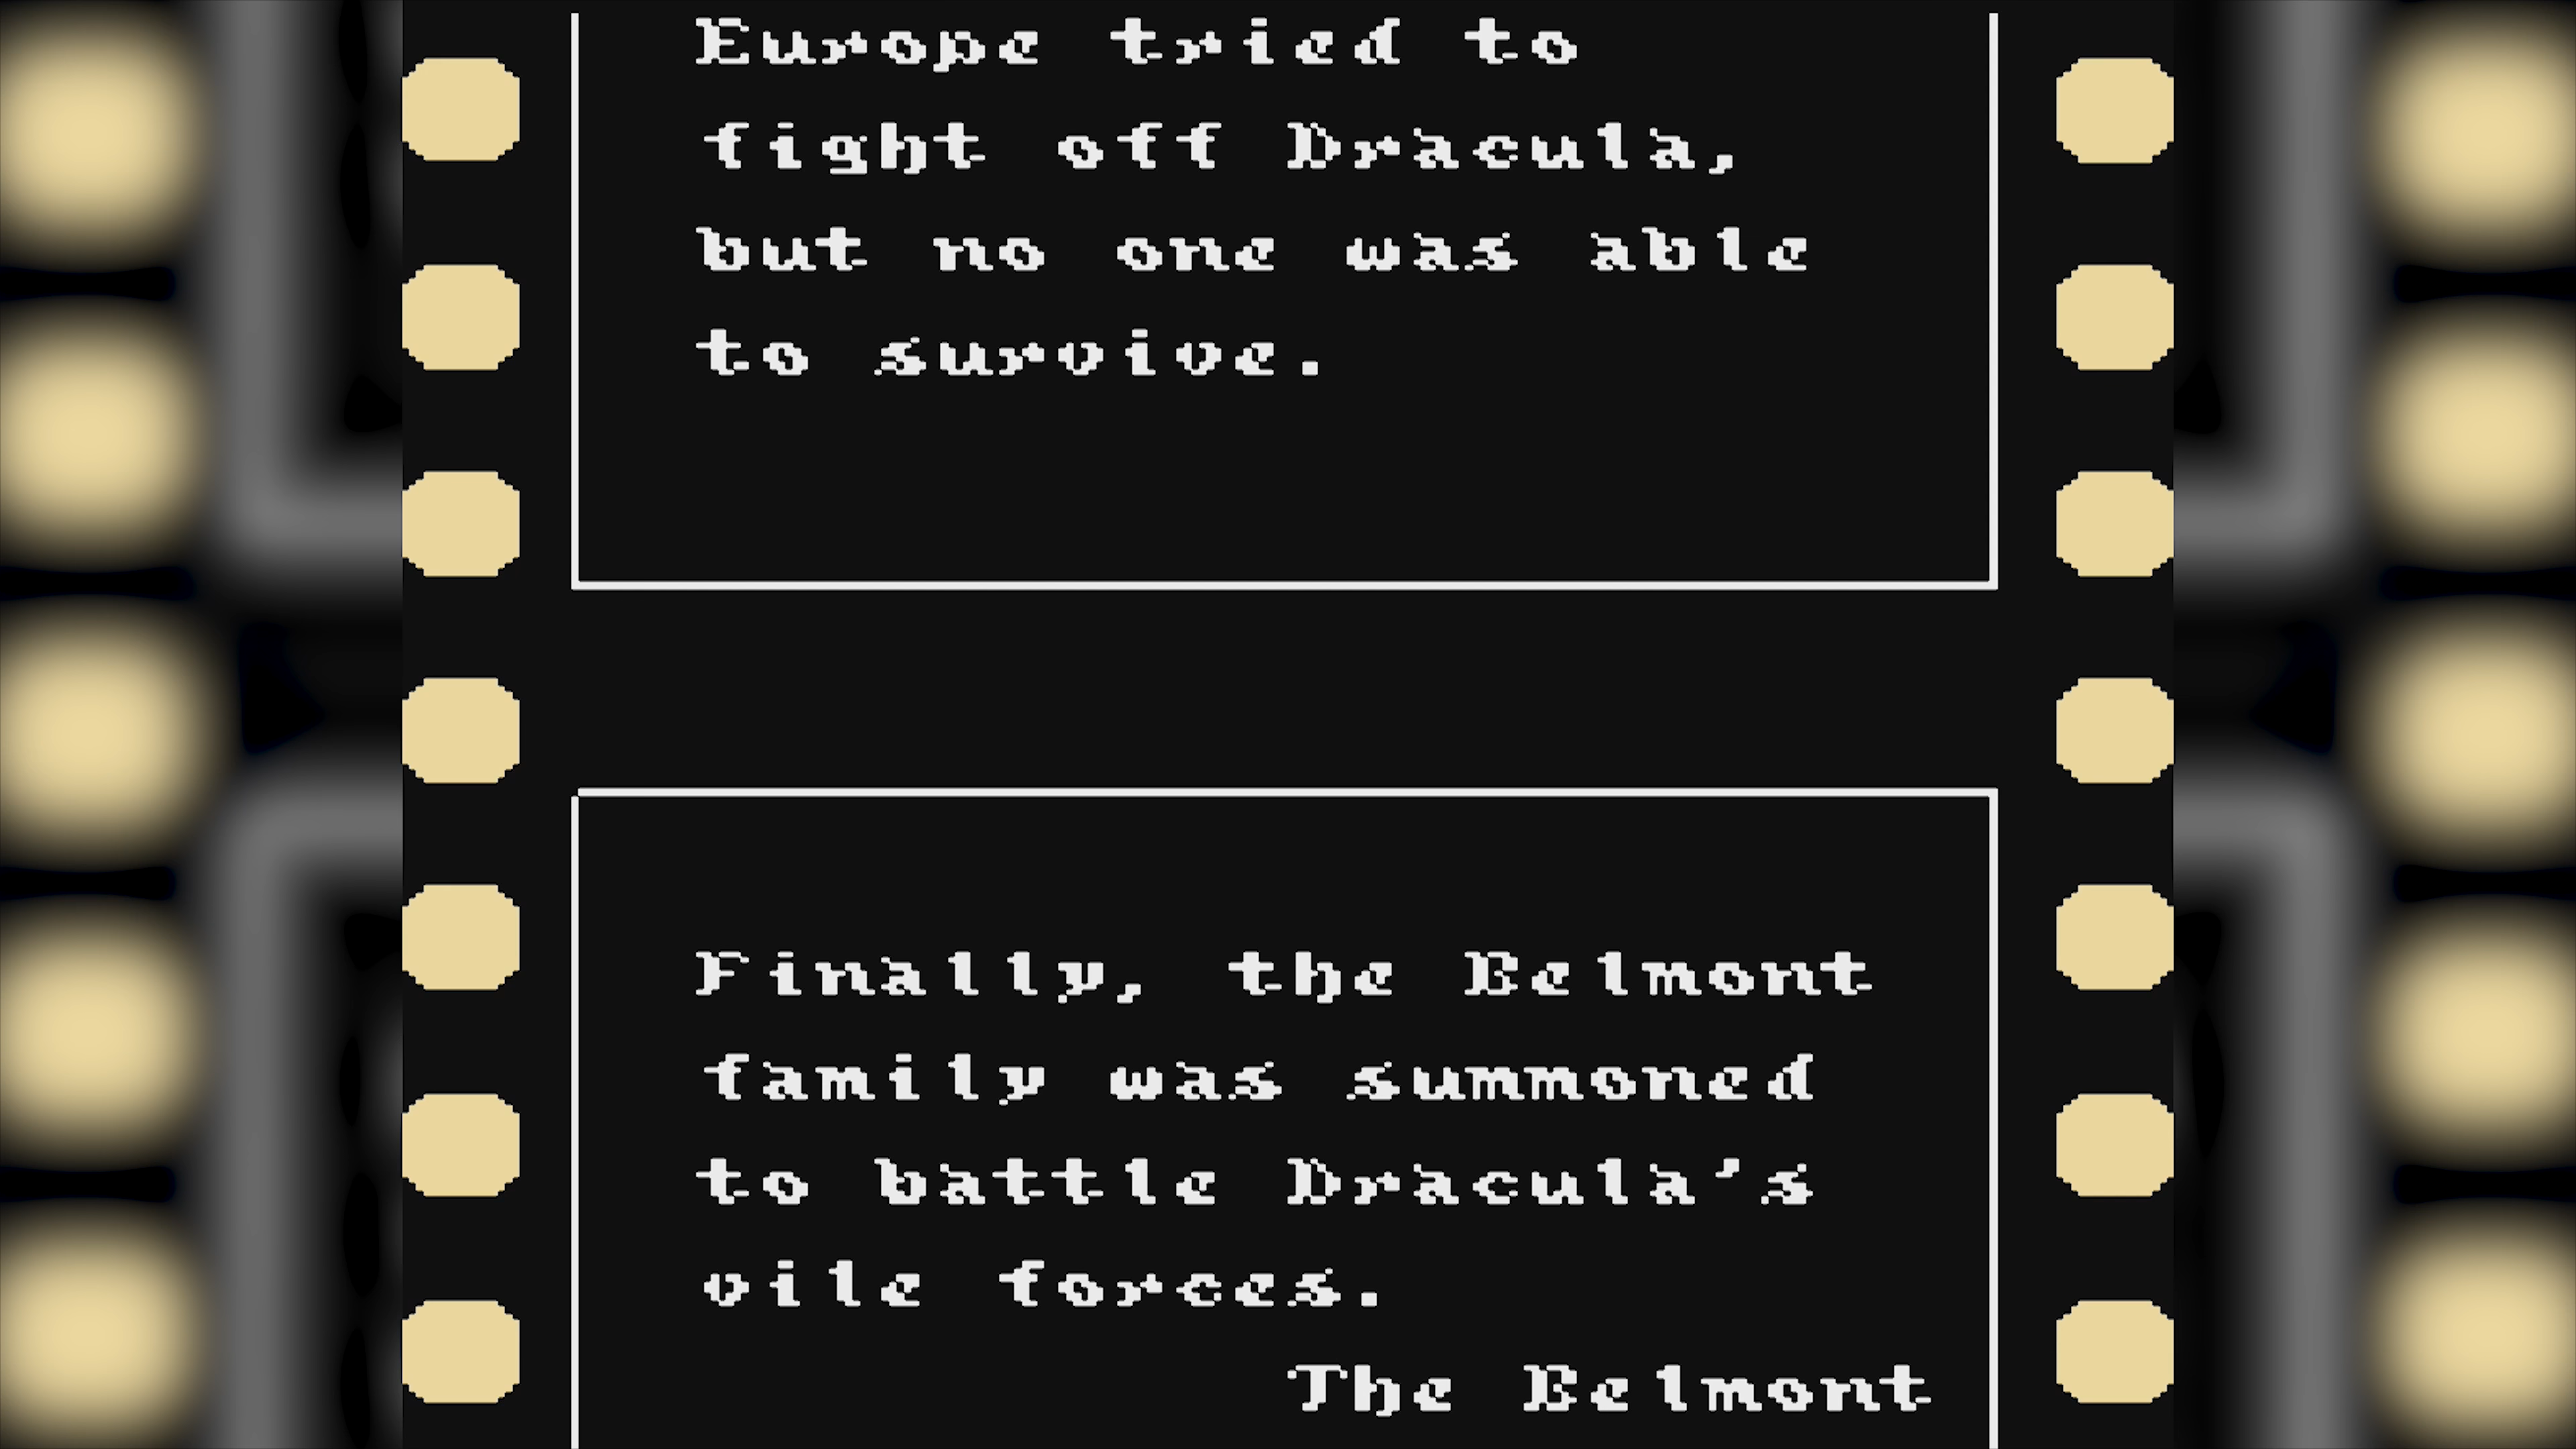 Europe tried to
fight off Dracula,
but no one was able
to survive.
Finally, the Belmont
family was summoned
to battle Dracula's
vile forces.
The Belmont